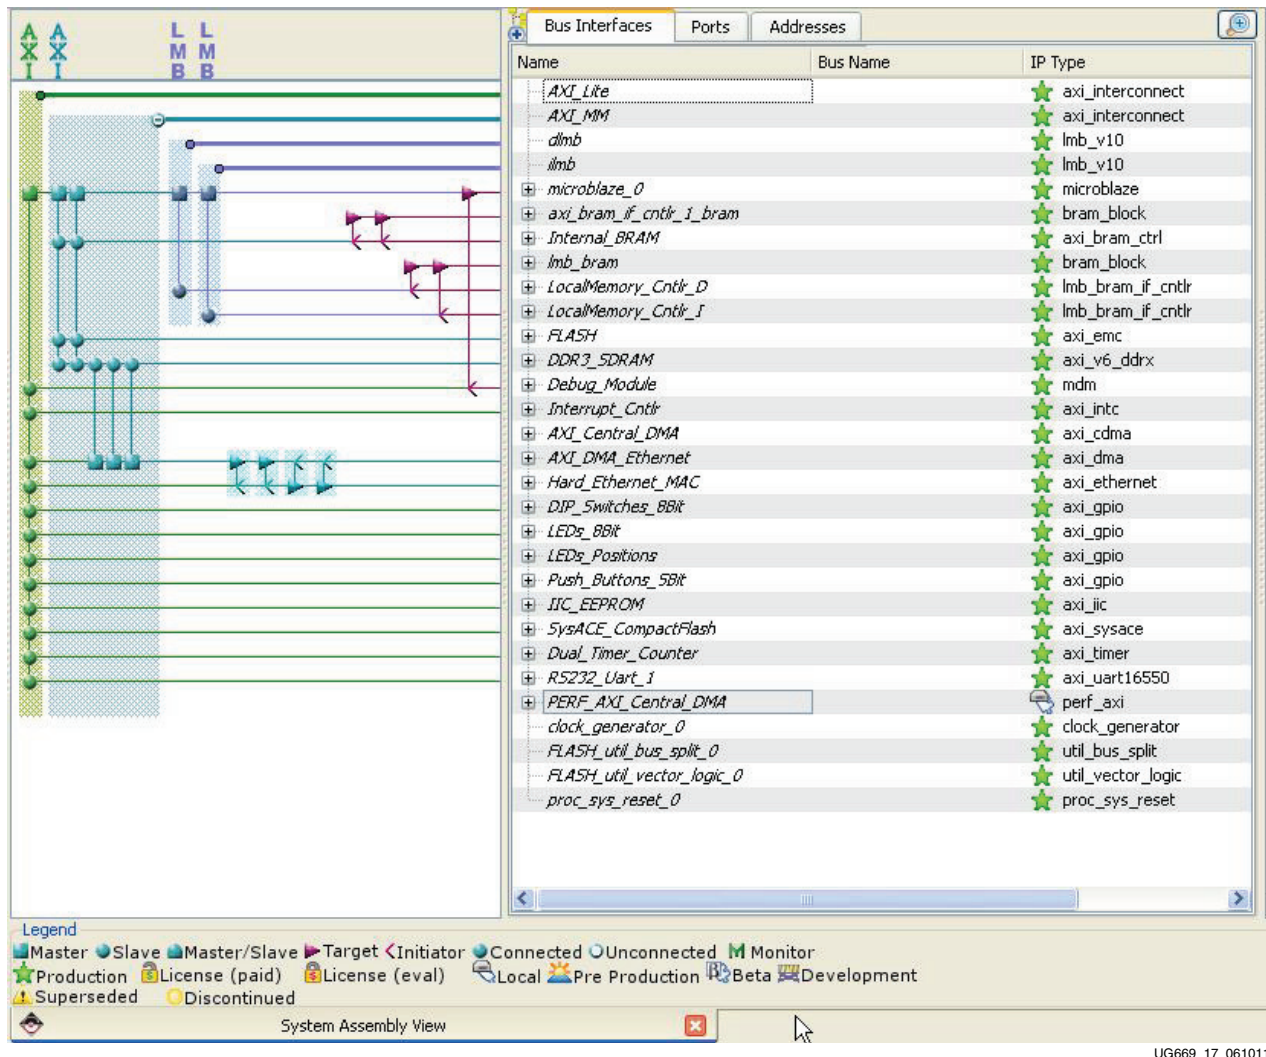 AXI AXI LMB LMB
Bus Interfaces Ports Addresses
Name Bus Name IP Type
AXI_Lite axi_interconnect
AXI_MM axi_interconnect
dlmb lmb_v10
ilmb lmb_v10
microblaze_0 microblaze
axi_bram_if_cntlr_1_bram bram_block
Internal_BRAM axi_bram_ctrl
lmb_bram bram_block
LocalMemory_Cntlr_D lmb_bram_if_cntlr
LocalMemory_Cntlr_I lmb_bram_if_cntlr
FLASH axi_emc
DDR3_SDRAM axi_v6_ddrx
Debug_Module mdm
Interrupt_Cntlr axi_intc
AXI_Central_DMA axi_cdma
AXI_DMA_Ethernet axi_dma
Hard_Ethernet_MAC axi_ethernet
DIP_Switches_8Bit axi_gpio
LEDs_8Bit axi_gpio
LEDs_Positions axi_gpio
Push_Buttons_5Bit axi_gpio
IIC_EEPROM axi_iic
SysACE_CompactFlash axi_sysace
Dual_Timer_Counter axi_timer
RS232_Uart_1 axi_uart16550
PERF_AXI_Central_DMA perf_axi
clock_generator_0 clock_generator
FLASH_util_bus_split_0 util_bus_split
FLASH_util_vector_logic_0 util_vector_logic
proc_sys_reset_0 proc_sys_reset
Legend
Master Slave Master/Slave Target Initiator Connected Unconnected M Monitor
Production License (paid) License (eval) Local Pre Production Beta Development
Superseded Discontinued
System Assembly View